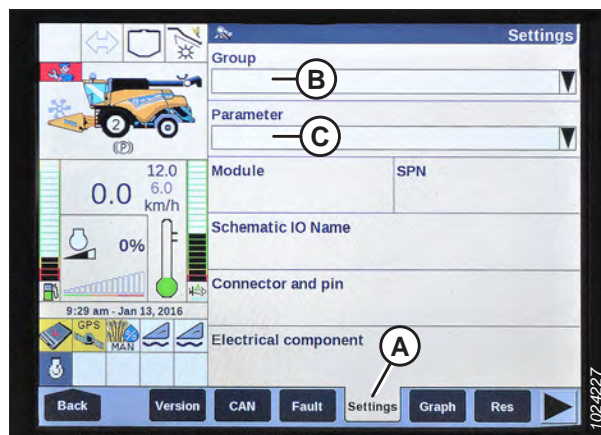 Settings
Group
B
Parameter
C
2
(P)
12.0
6.0
0.0
km/h
Module
SPN
0%
Schematic IO Name
Connector and pin
9:29 am - Jan 13, 2016
GPS
MAN
%
Electrical component
A
Back
Version
CAN
Fault
Settings
Graph
Res
1024227